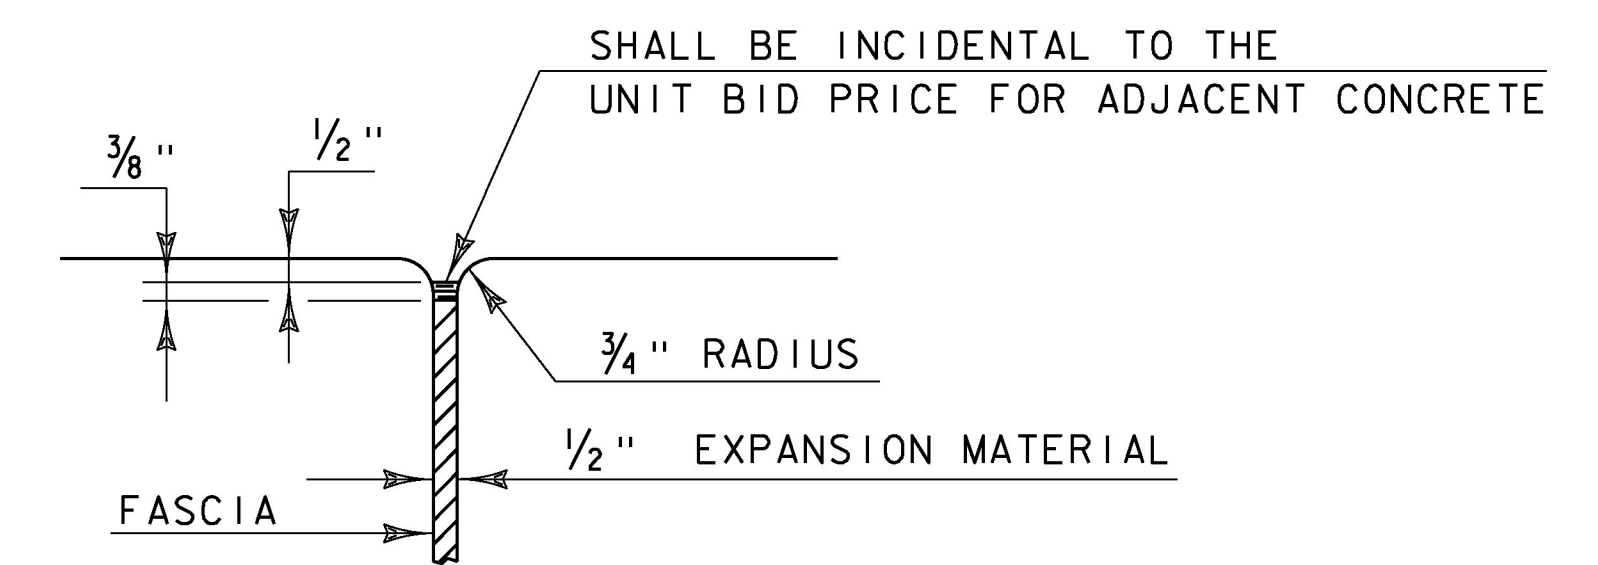 SHALL BE INCIDENTAL TO THE
UNIT BID PRICE FOR ADJACENT CONCRETE
3/8"
1/2"
3/4" RADIUS
1/2" EXPANSION MATERIAL
FASCIA